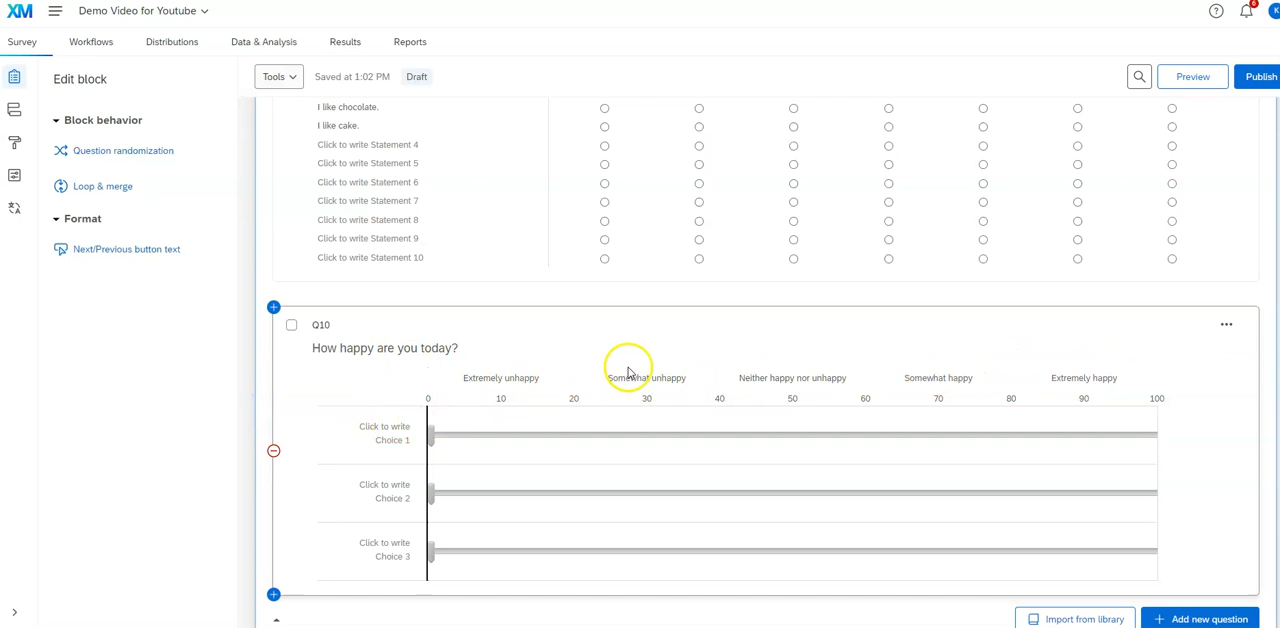 XM Demo Video for Youtube
6
K
Survey Workflows Distributions Data & Analysis Results Reports
Edit block
Tools Saved at 1:02 PM Draft Preview Publish
Block behavior
Question randomization
Loop & merge
Format
Next/Previous button text
I like chocolate.
I like cake.
Click to write Statement 4
Click to write Statement 5
Click to write Statement 6
Click to write Statement 7
Click to write Statement 8
Click to write Statement 9
Click to write Statement 10
Q10
How happy are you today?
Extremely unhappy Somewhat unhappy Neither happy nor unhappy Somewhat happy Extremely happy
0 10 20 30 40 50 60 70 80 90 100
Click to write
Choice 1
Click to write
Choice 2
Click to write
Choice 3
Import from library Add new question